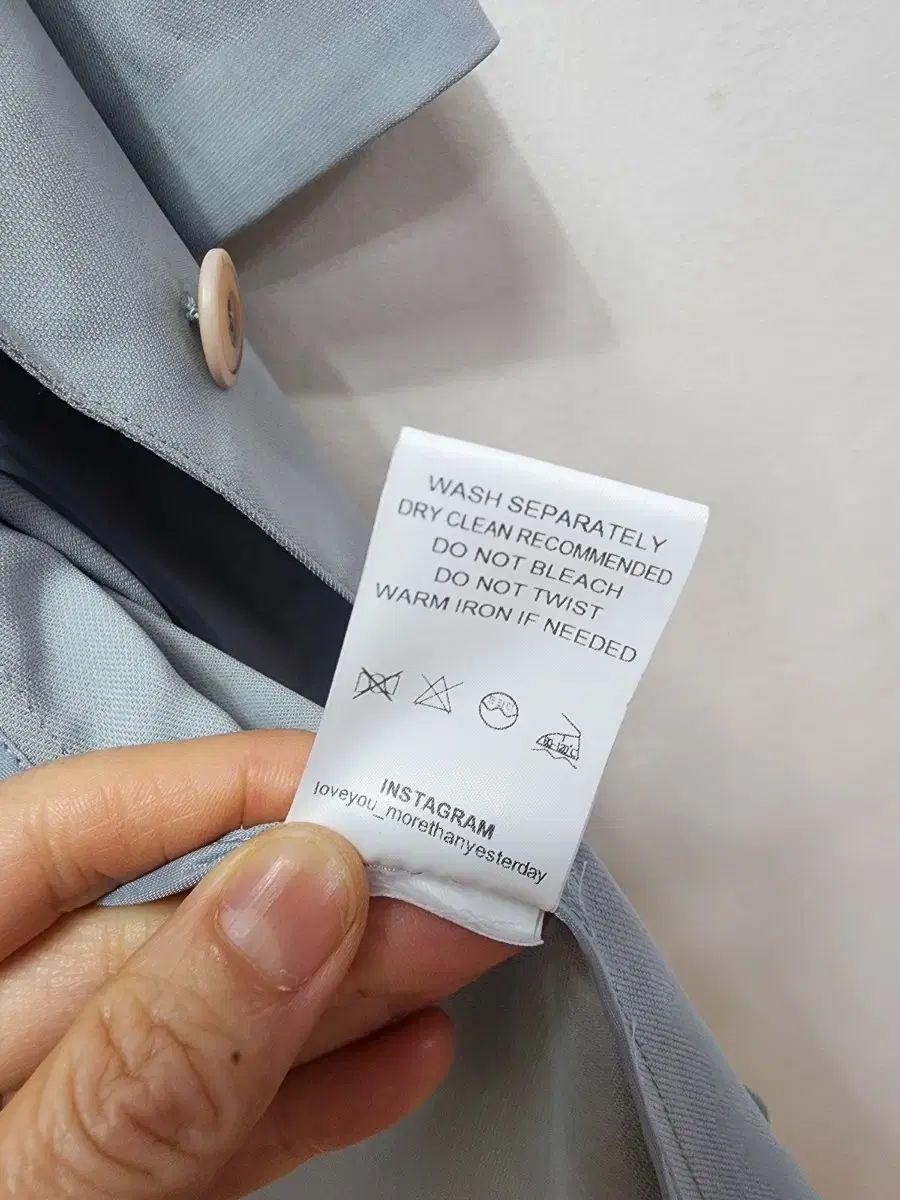 WASH SEPARATELY
DRY CLEAN RECOMMENDED
DO NOT BLEACH
DO NOT TWIST
WARM IRON IF NEEDED
INSTAGRAM
loveyou_morethanyesterday